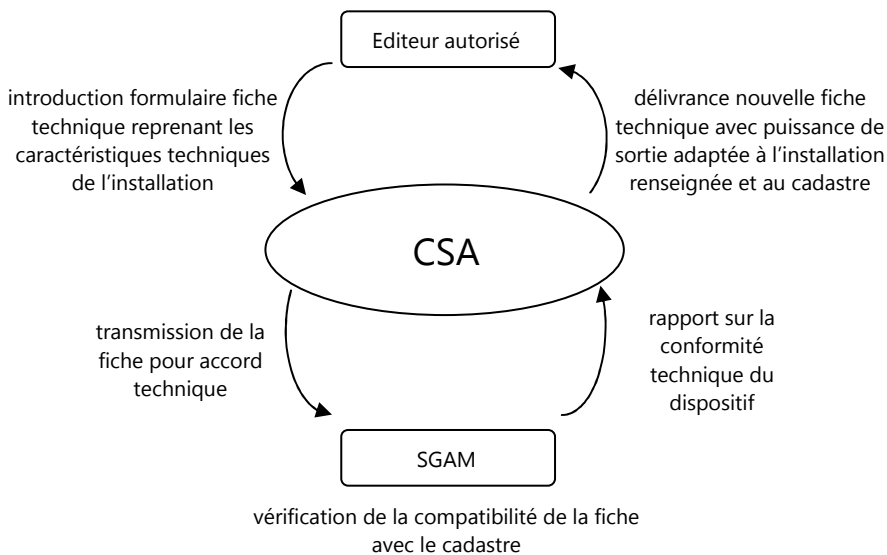 Editeur autorisé
introduction formulaire fiche
technique reprenant les
caractéristiques techniques
de l'installation
délivrance nouvelle fiche
technique avec puissance de
sortie adaptée à l'installation
renseignée et au cadastre
CSA
transmission de la
fiche pour accord
technique
rapport sur la
conformité
technique du
dispositif
SGAM
vérification de la compatibilité de la fiche
avec le cadastre